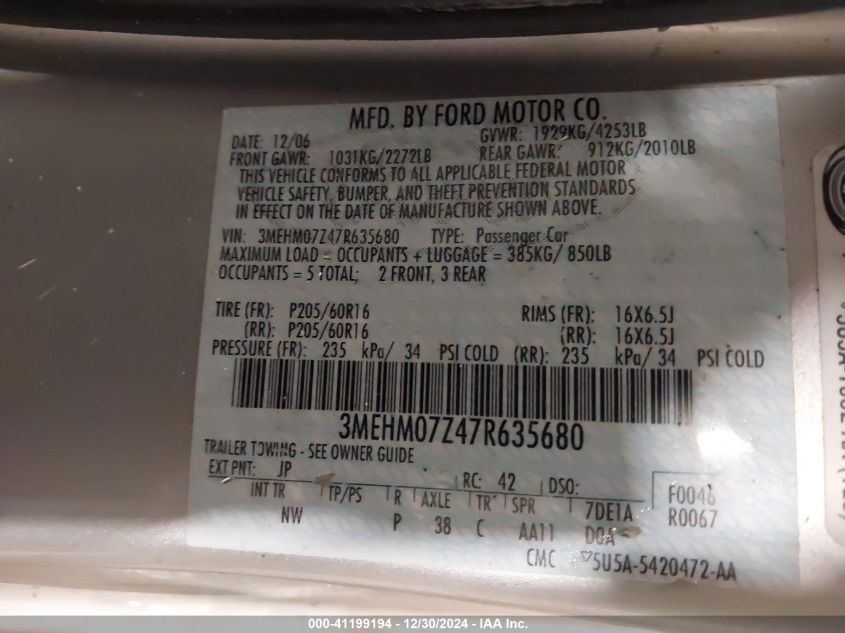 MFD. BY FORD MOTOR CO.
DATE: 12/06 GVWR: 1929KG/4253LB
FRONT GAWR: 1031KG/2272LB REAR GAWR: 912KG/2010LB
THIS VEHICLE CONFORMS TO ALL APPLICABLE FEDERAL MOTOR
VEHICLE SAFETY, BUMPER, AND THEFT PREVENTION STANDARDS
IN EFFECT ON THE DATE OF MANUFACTURE SHOWN ABOVE.
VIN: 3MEHM07Z47R635680 TYPE: Passenger Car
MAXIMUM LOAD = OCCUPANTS + LUGGAGE = 385KG/ 850LB
OCCUPANTS = 5 TOTAL; 2 FRONT, 3 REAR
TIRE (FR): P205/60R16 RIMS (FR): 16X6.5J
(RR): P205/60R16 (RR): 16X6.5J
PRESSURE (FR): 235 kPa/ 34 PSI COLD (RR): 235 kPa/ 34 PSI COLD
3MEHM07Z47R635680
TRAILER TOWING - SEE OWNER GUIDE
EXT PNT: JP RC: 42 DSO: F0046
INT TR TP/PS R AXLE TR SPR 7DE1A R0067
NW P 38 C AA11 D0A
CMC 5U5A-5420472-AA
000-41199194 - 12/30/2024 - IAA Inc.